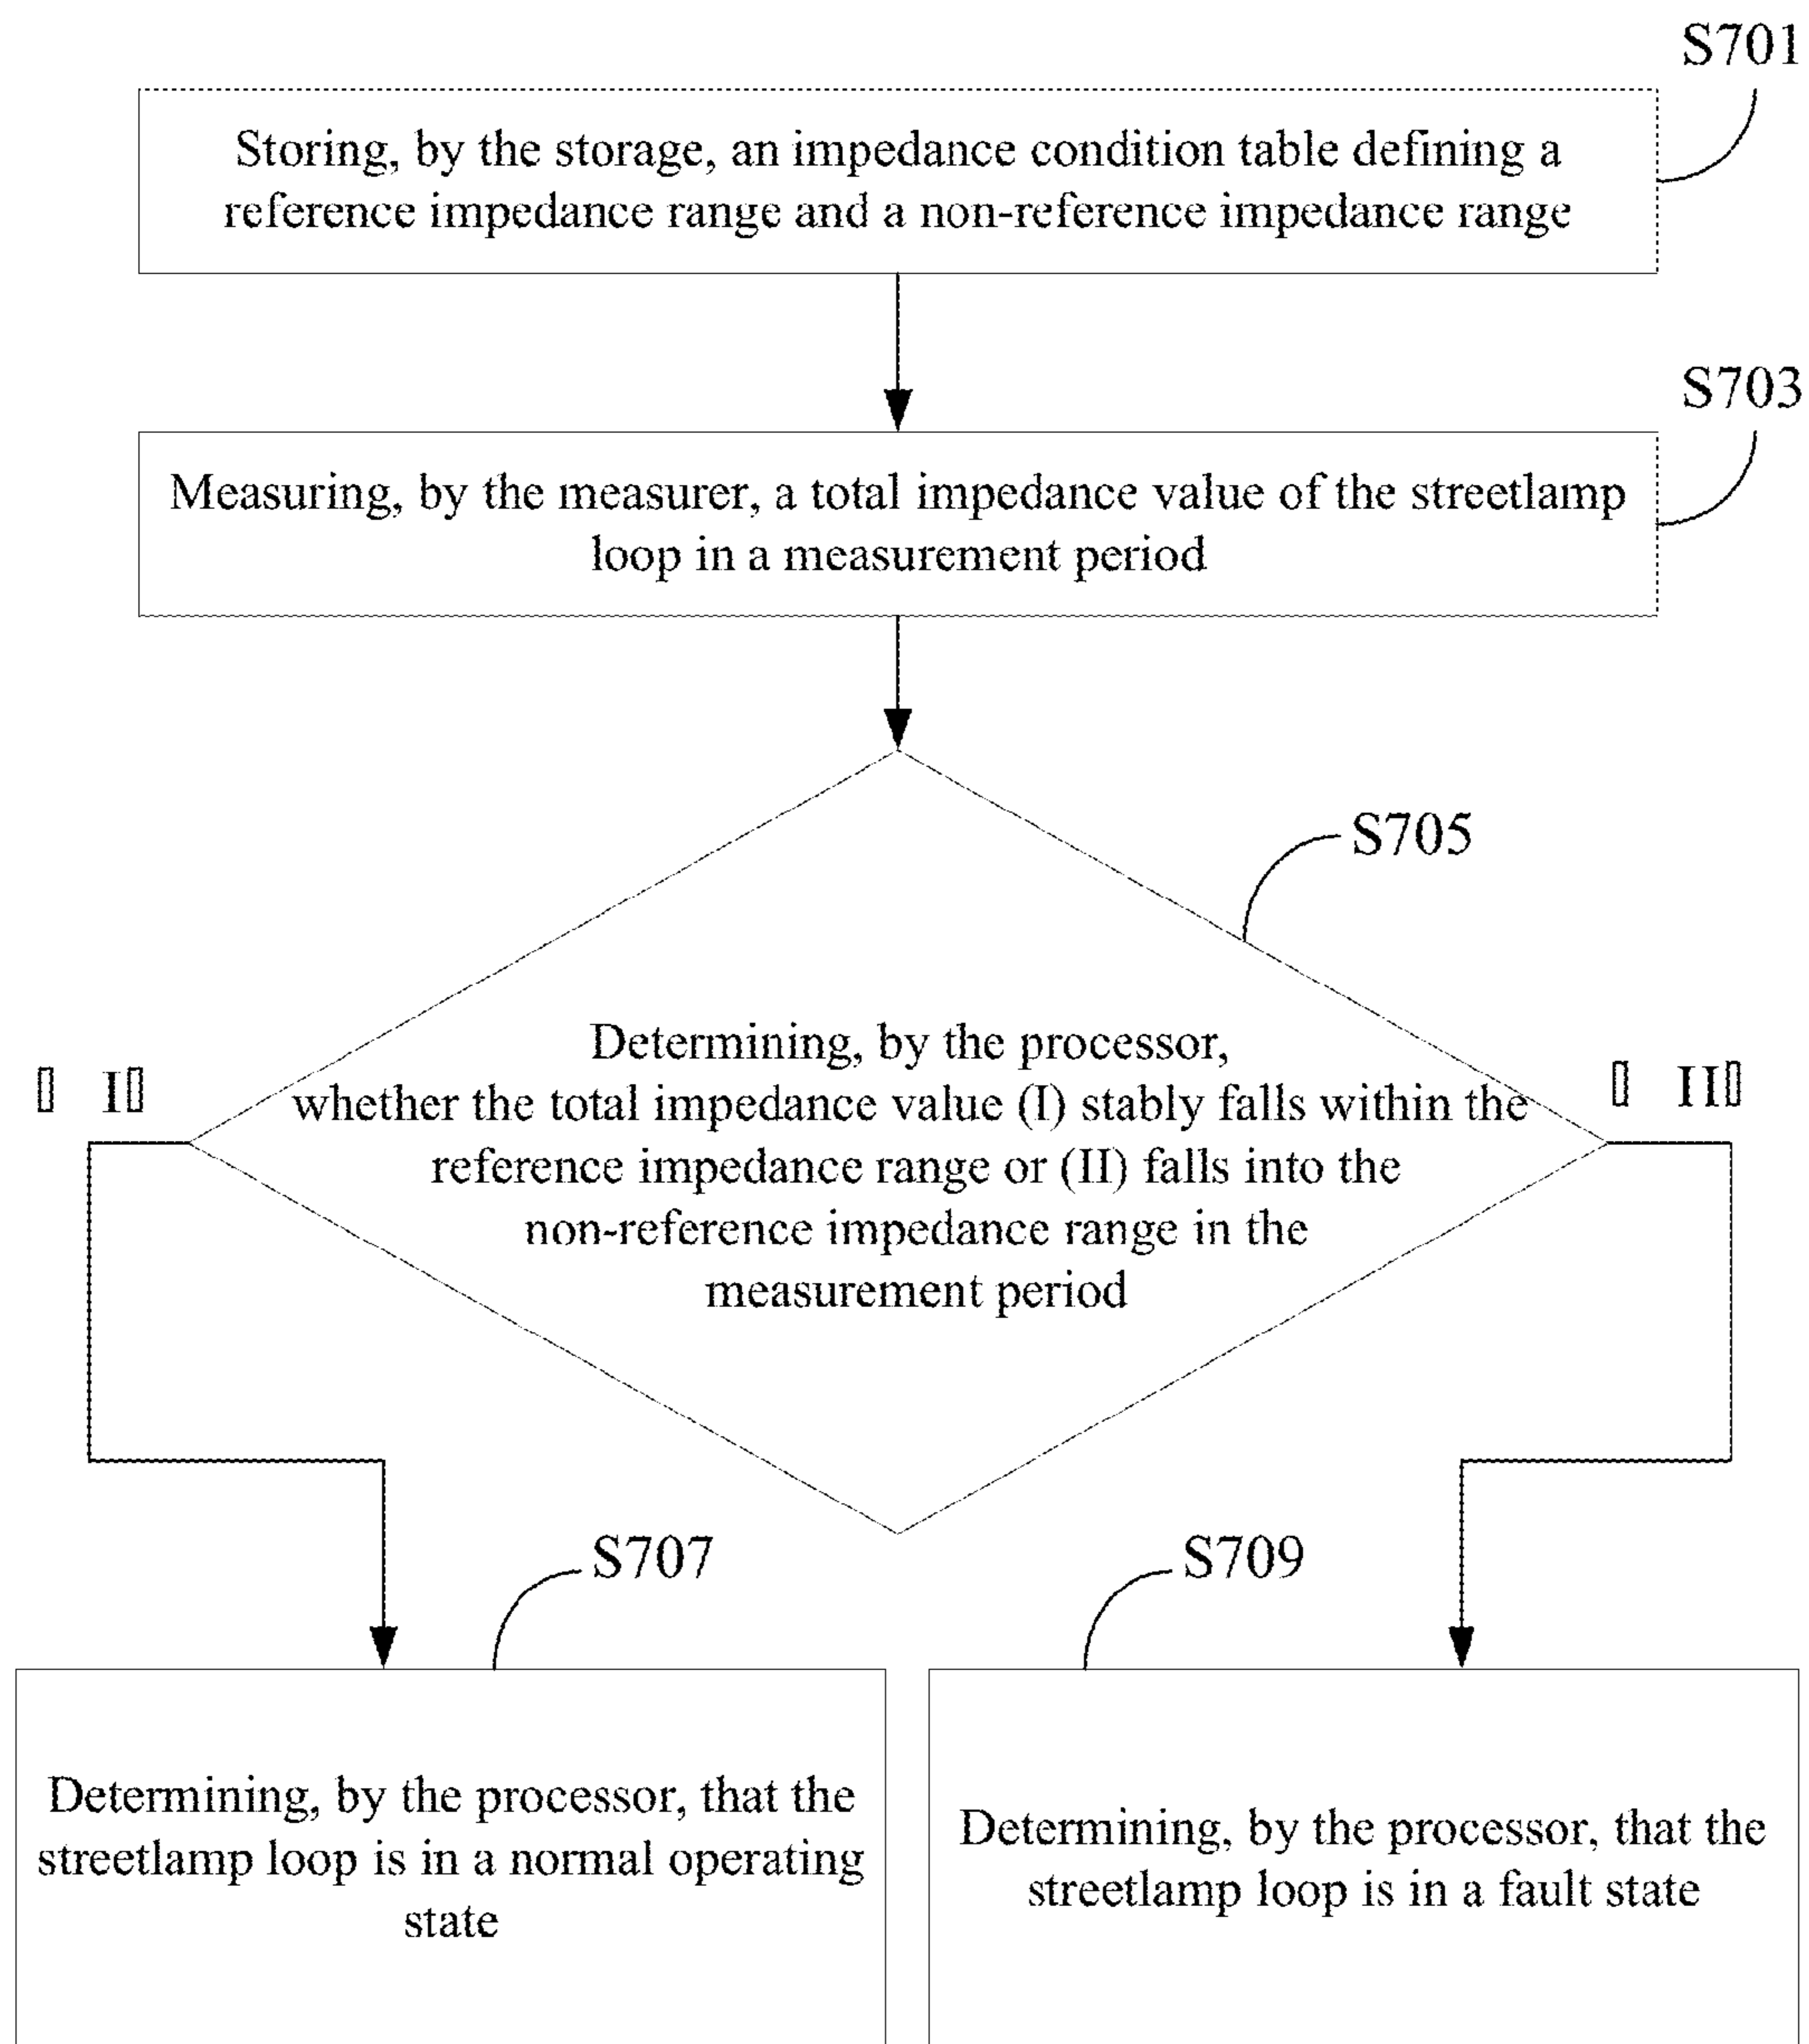 S701
Storing, by the storage, an impedance condition table defining a
reference impedance range and a non-reference impedance range
S703
Measuring, by the measurer, a total impedance value of the streetlamp
loop in a measurement period
S705
Determining, by the processor,
whether the total impedance value (I) stably falls within the
reference impedance range or (II) falls into the
non-reference impedance range in the
measurement period
▯ I▯
▯ II▯
S707
Determining, by the processor, that the
streetlamp loop is in a normal operating
state
S709
Determining, by the processor, that the
streetlamp loop is in a fault state